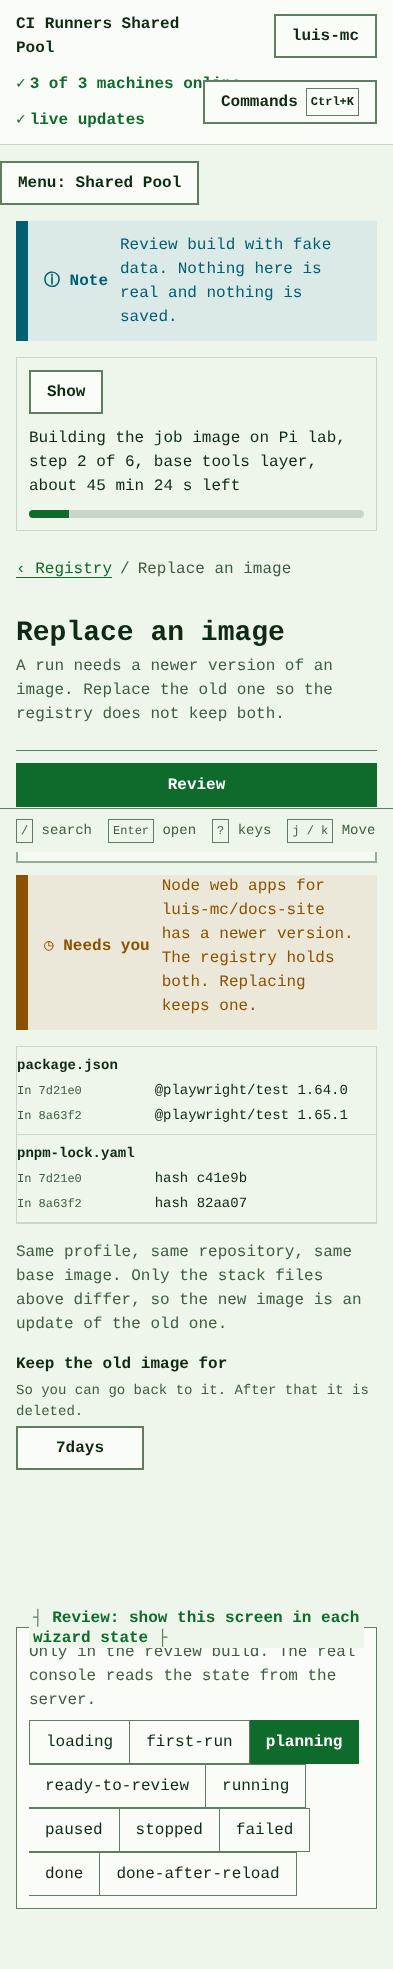 CI Runners Shared
Pool
luis-mc
✓ 3 of 3 machines
Commands Ctrl+K
✓ live updates
Menu: Shared Pool
ⓘ Note
Review build with fake
data. Nothing here is
real and nothing is
saved.
Show
Building the job image on Pi lab,
step 2 of 6, base tools layer,
about 45 min 24 s left
‹ Registry / Replace an image
Replace an image
A run needs a newer version of an
image. Replace the old one so the
registry does not keep both.
Review
/ search Enter open ? keys j / k Move
◷ Needs you
Node web apps for
luis-mc/docs-site
has a newer version.
The registry holds
both. Replacing
keeps one.
package.json
In 7d21e0 @playwright/test 1.64.0
In 8a63f2 @playwright/test 1.65.1
pnpm-lock.yaml
In 7d21e0 hash c41e9b
In 8a63f2 hash 82aa07
Same profile, same repository, same
base image. Only the stack files
above differ, so the new image is an
update of the old one.
Keep the old image for
So you can go back to it. After that it is
deleted.
7days
┤ Review: show this screen in each
wizard state ├
Only in the review build. The real
console reads the state from the
server.
loading first-run planning
ready-to-review running
paused stopped failed
done done-after-reload